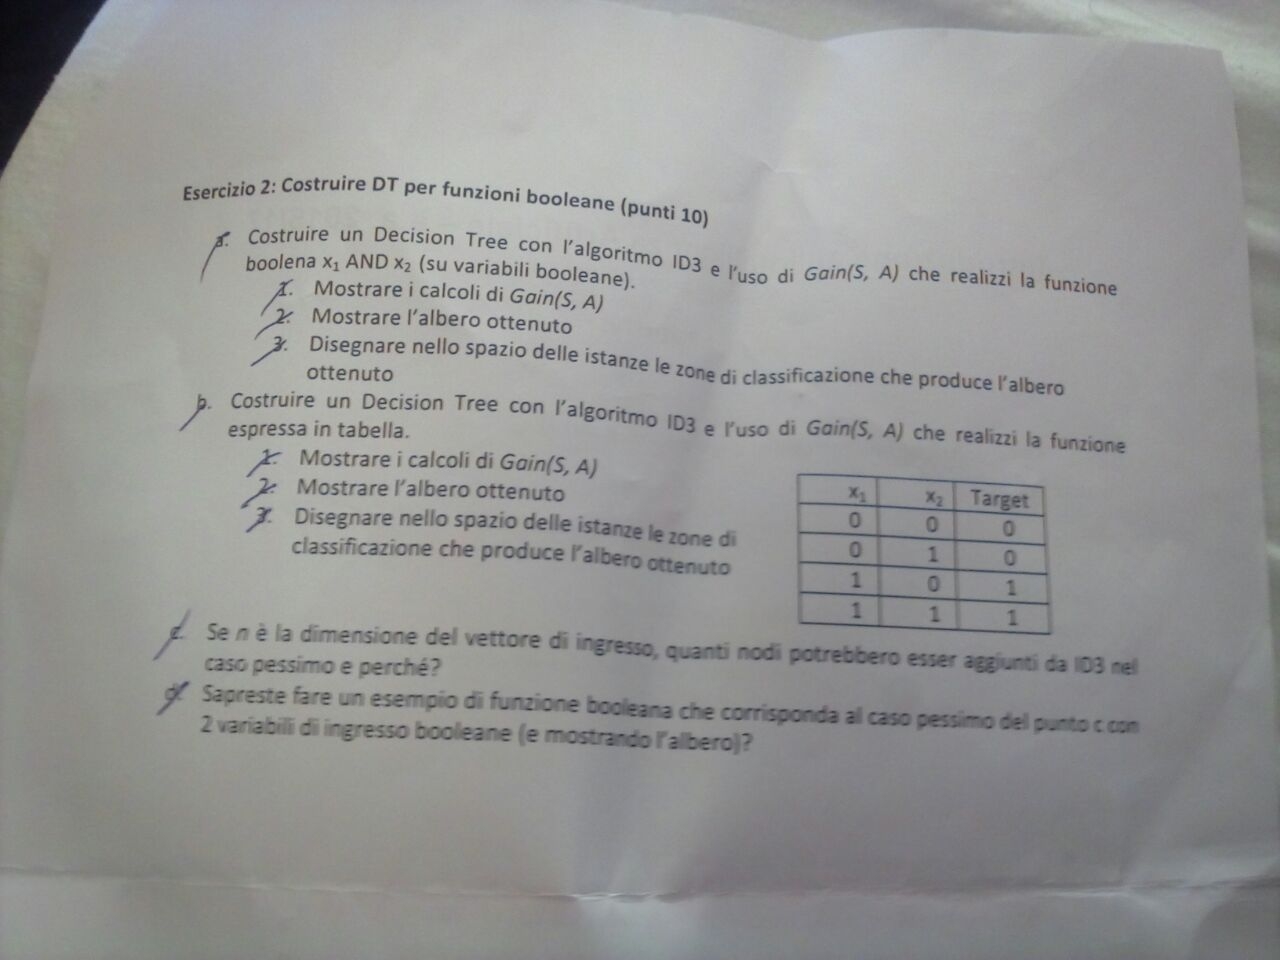 Esercizio 2: Costruire DT per funzioni booleane (punti 10)
a. Costruire un Decision Tree con l'algoritmo ID3 e l'uso di Gain(S, A) che realizzi la funzione
boolena x₁ AND x₂ (su variabili booleane).
1. Mostrare i calcoli di Gain(S, A)
2. Mostrare l'albero ottenuto
3. Disegnare nello spazio delle istanze le zone di classificazione che produce l'albero
ottenuto
b. Costruire un Decision Tree con l'algoritmo ID3 e l'uso di Gain(S, A) che realizzi la funzione
espressa in tabella.
1. Mostrare i calcoli di Gain(S, A)
2. Mostrare l'albero ottenuto
3. Disegnare nello spazio delle istanze le zone di
classificazione che produce l'albero ottenuto
x₁ x₂ Target
0 0 0
0 1 0
1 0 1
1 1 1
c. Se n è la dimensione del vettore di ingresso, quanti nodi potrebbero esser aggiunti da ID3 nel
caso pessimo e perché?
d. Sapreste fare un esempio di funzione booleana che corrisponda al caso pessimo del punto c con
2 variabili di ingresso booleane (e mostrando l'albero)?